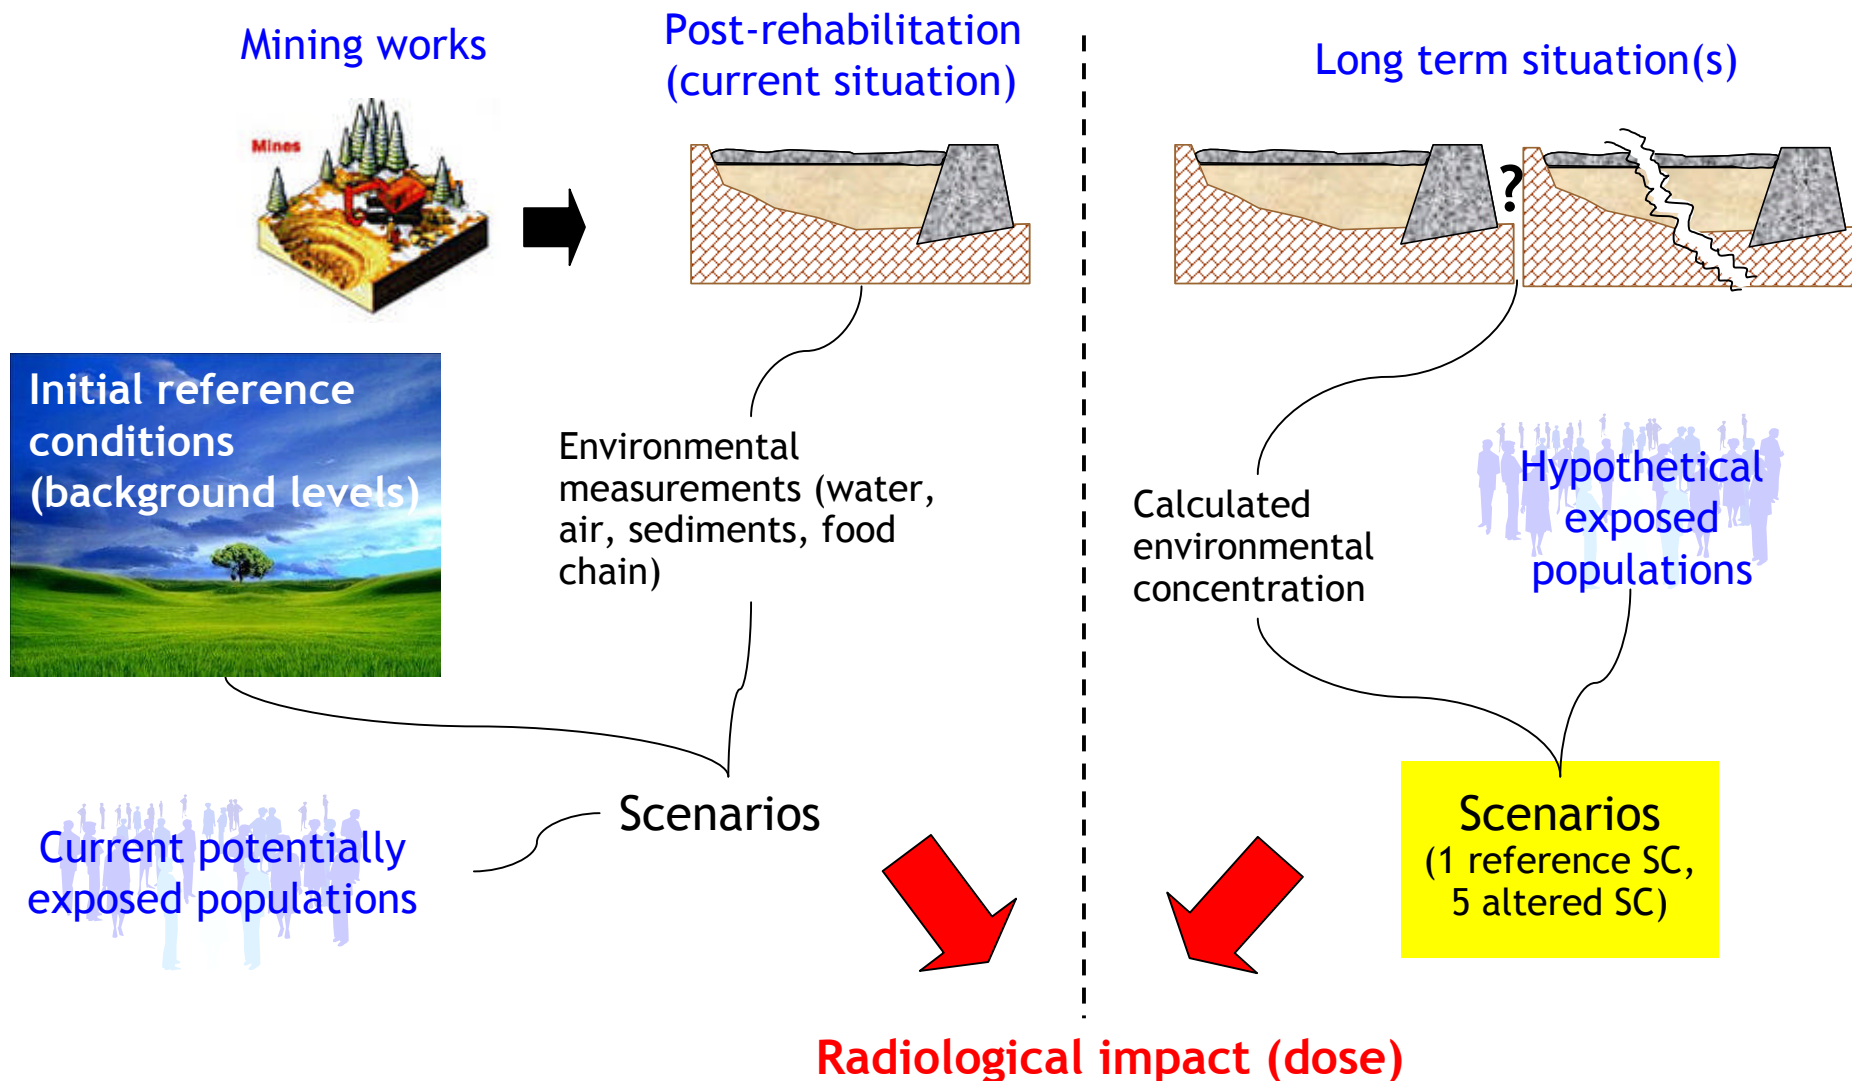 Mining works
Post-rehabilitation
(current situation)
Long term situation(s)
Mines
?
Initial reference
conditions
(background levels)
Environmental
measurements (water,
air, sediments, food
chain)
Calculated
environmental
concentration
Hypothetical
exposed
populations
Scenarios
Current potentially
exposed populations
Scenarios
(1 reference SC,
5 altered SC)
Radiological impact (dose)